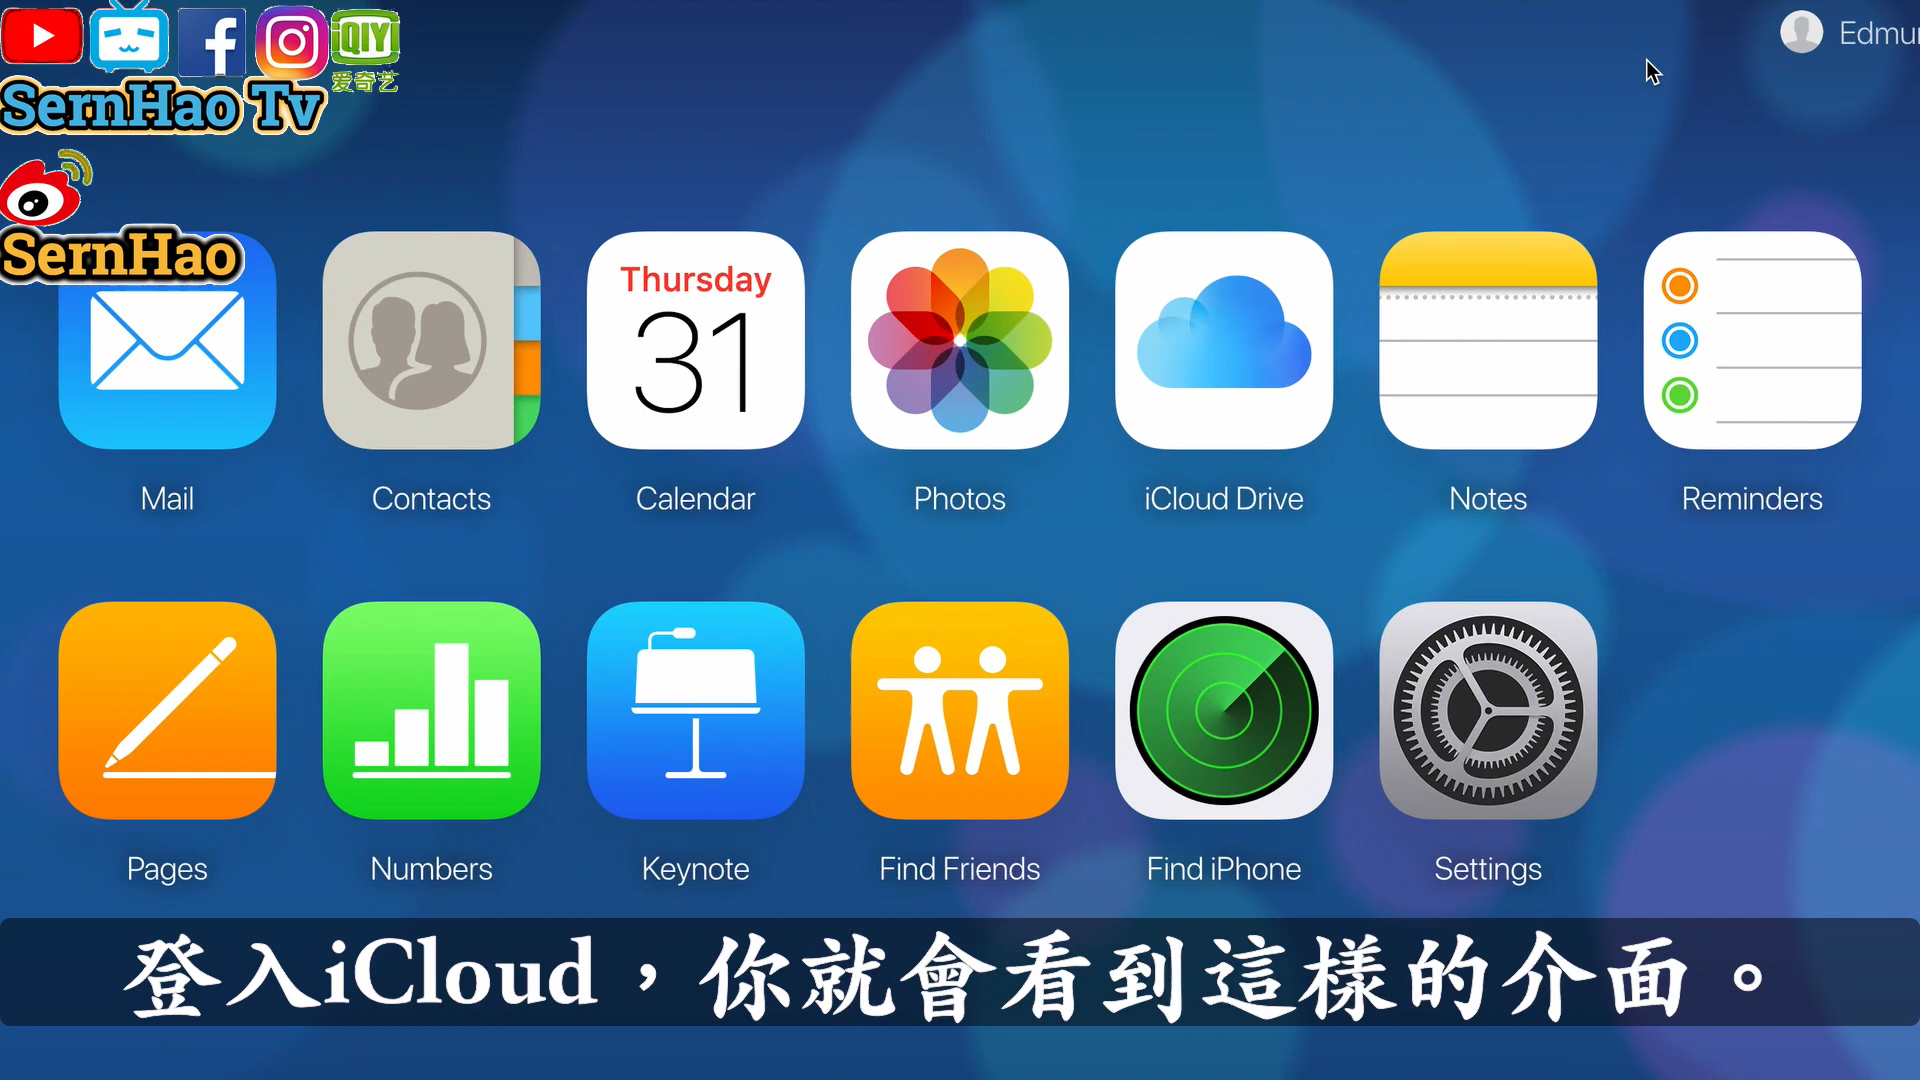 iQIYI
爱奇艺
SernHao Tv
SernHao
Edmun
Thursday
31
Mail
Contacts
Calendar
Photos
iCloud Drive
Notes
Reminders
Pages
Numbers
Keynote
Find Friends
Find iPhone
Settings
登入iCloud，你就會看到這樣的介面。